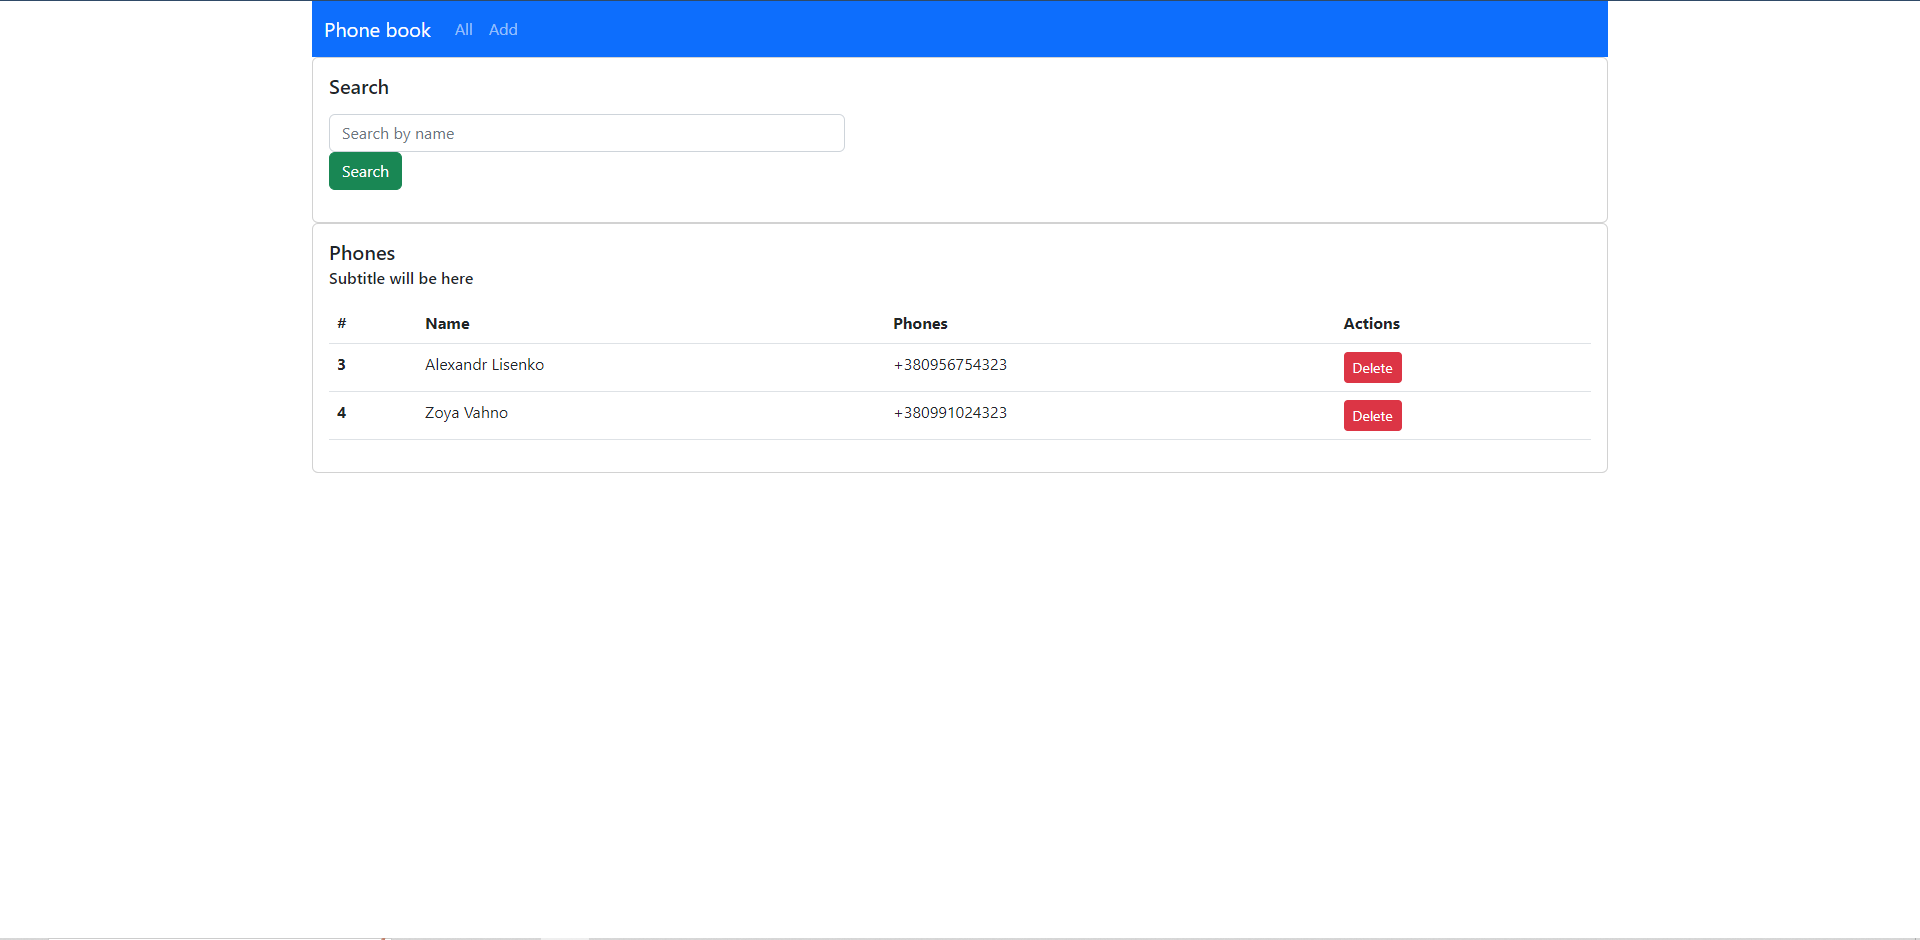 Phone book All Add
Search
Search by name
Search
Phones
Subtitle will be here
# Name Phones Actions
3 Alexandr Lisenko +380956754323 Delete
4 Zoya Vahno +380991024323 Delete